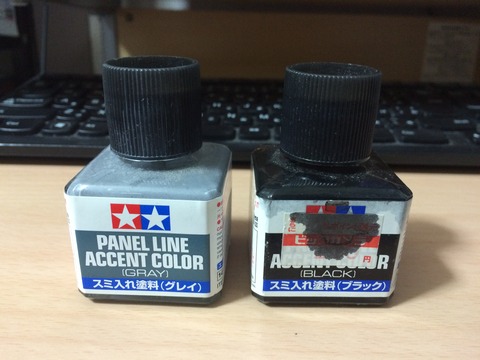 PANEL LINE
ACCENT COLOR
(GRAY)
スミ入れ塗料(グレイ)
円
ACCENT COLOR
(BLACK)
スミ入れ塗料(ブラック)